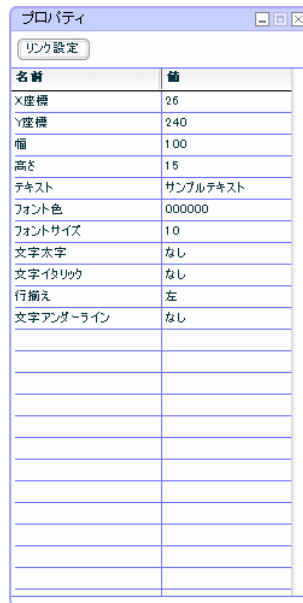 プロパティ
リンク設定
名前 値
X座標 26
Y座標 240
幅 100
高さ 15
テキスト サンプルテキスト
フォント色 000000
フォントサイズ 10
文字太字 なし
文字イタリック なし
行揃え 左
文字アンダーライン なし